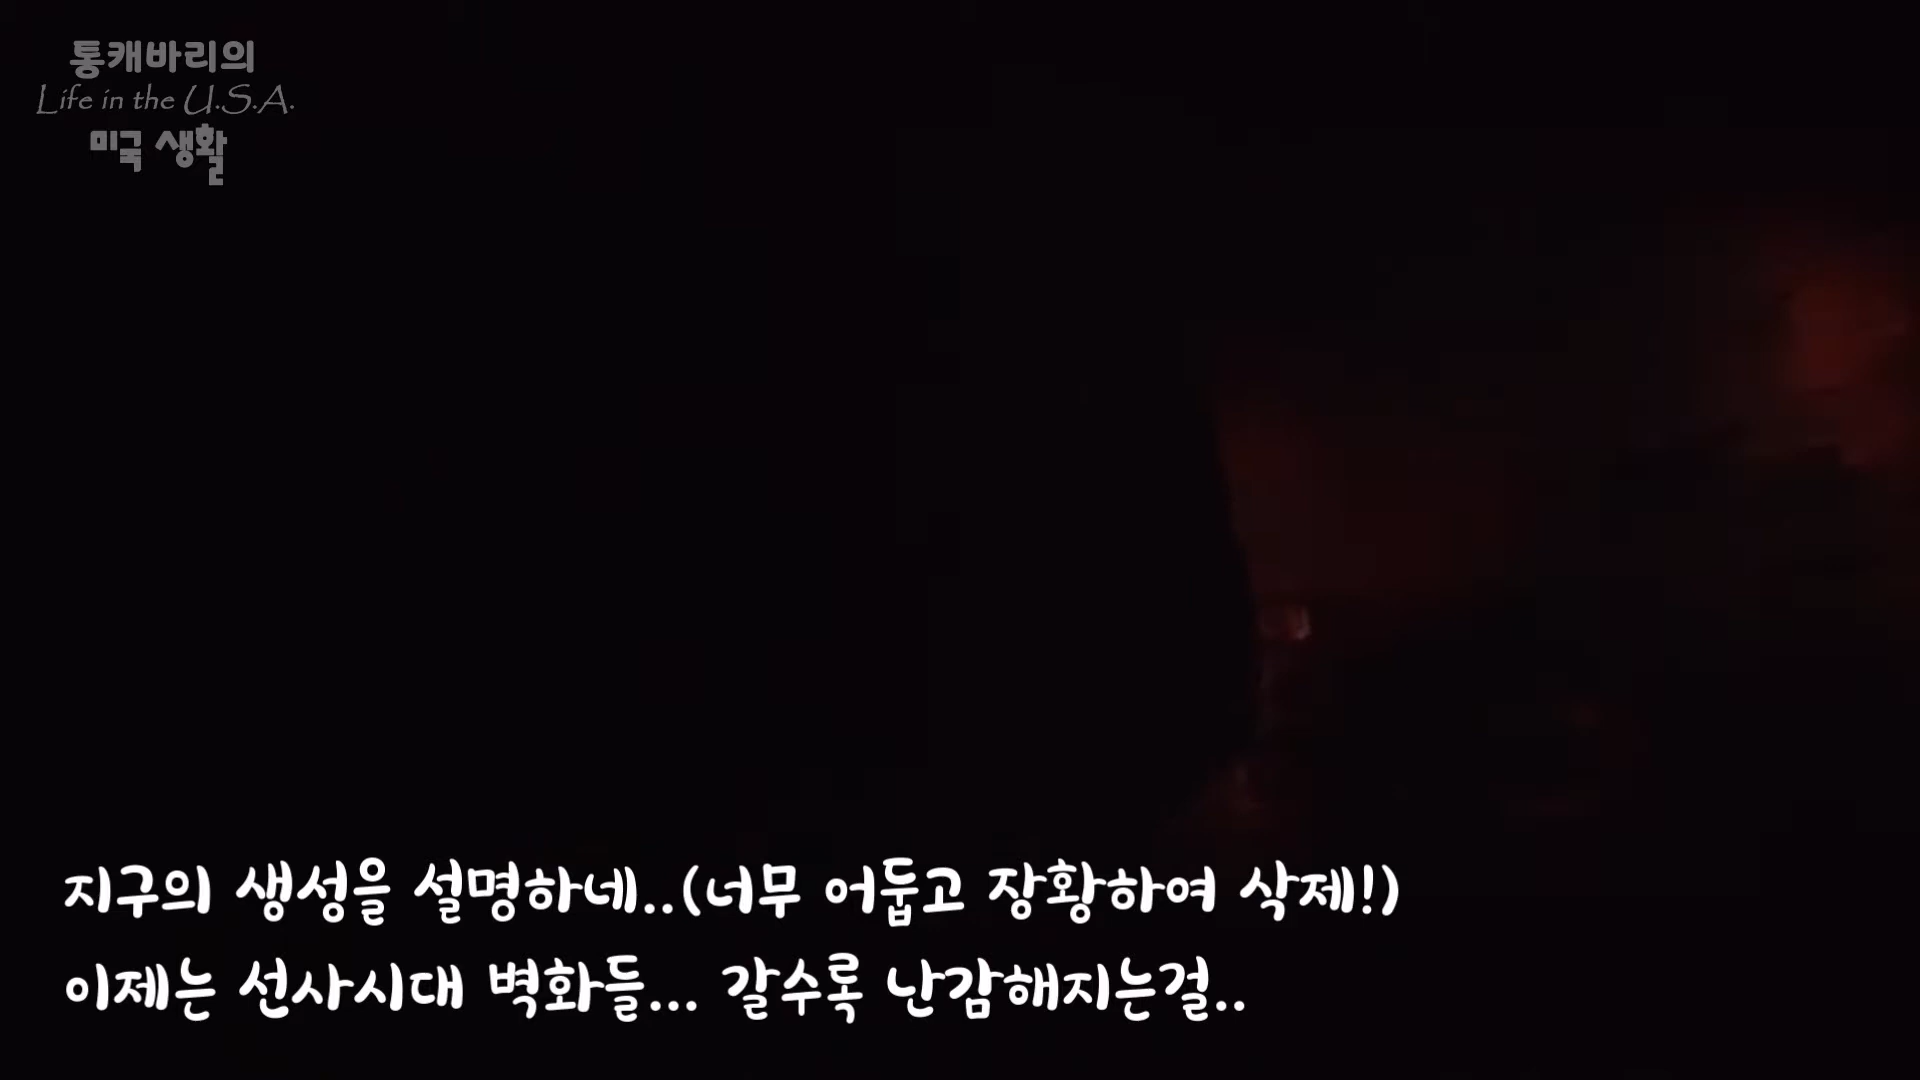 통캐바리의
Life in the U.S.A.
미국 생활
지구의 생성을 설명하네..(너무 어둡고 장황하여 삭제!)
이제는 선사시대 벽화들... 갈수록 난감해지는걸..